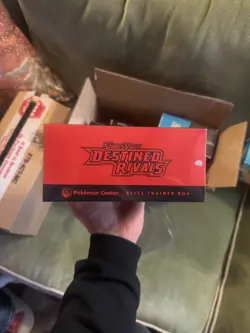 SCARLET & VIOLET
DESTINED
RIVALS
Pokémon Center ELITE TRAINER BOX